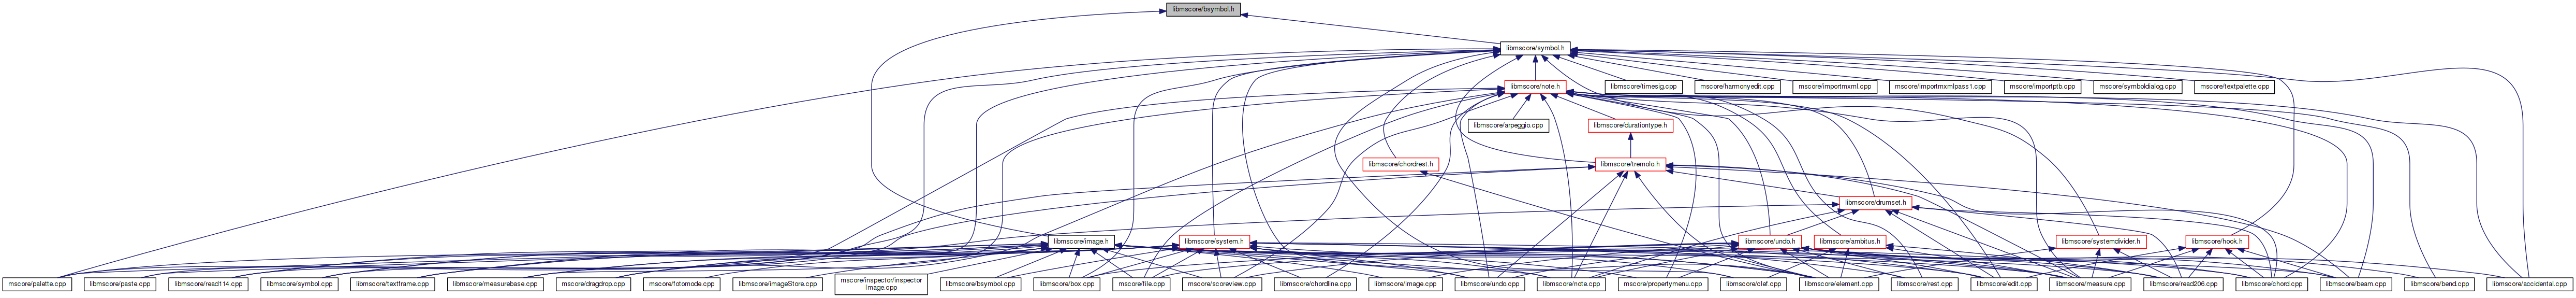 libmscore/bsymbol.h
libmscore/symbol.h
libmscore/note.h
libmscore/timesig.cpp
mscore/harmonyedit.cpp
mscore/importmxml.cpp
mscore/importmxmlpass1.cpp
mscore/importptb.cpp
mscore/symboldialog.cpp
mscore/textpalette.cpp
libmscore/arpeggio.cpp
libmscore/durationtype.h
libmscore/chordrest.h
libmscore/tremolo.h
libmscore/drumset.h
libmscore/image.h
libmscore/system.h
libmscore/undo.h
libmscore/ambitus.h
libmscore/systemdivider.h
libmscore/hook.h
mscore/palette.cpp
libmscore/paste.cpp
libmscore/read114.cpp
libmscore/symbol.cpp
libmscore/textframe.cpp
libmscore/measurebase.cpp
mscore/dragdrop.cpp
mscore/fotomode.cpp
libmscore/imageStore.cpp
mscore/inspector/inspector
Image.cpp
libmscore/bsymbol.cpp
libmscore/box.cpp
mscore/file.cpp
mscore/scoreview.cpp
libmscore/chordline.cpp
libmscore/image.cpp
libmscore/undo.cpp
libmscore/note.cpp
mscore/propertymenu.cpp
libmscore/clef.cpp
libmscore/element.cpp
libmscore/rest.cpp
libmscore/edit.cpp
libmscore/measure.cpp
libmscore/read206.cpp
libmscore/chord.cpp
libmscore/beam.cpp
libmscore/bend.cpp
libmscore/accidental.cpp